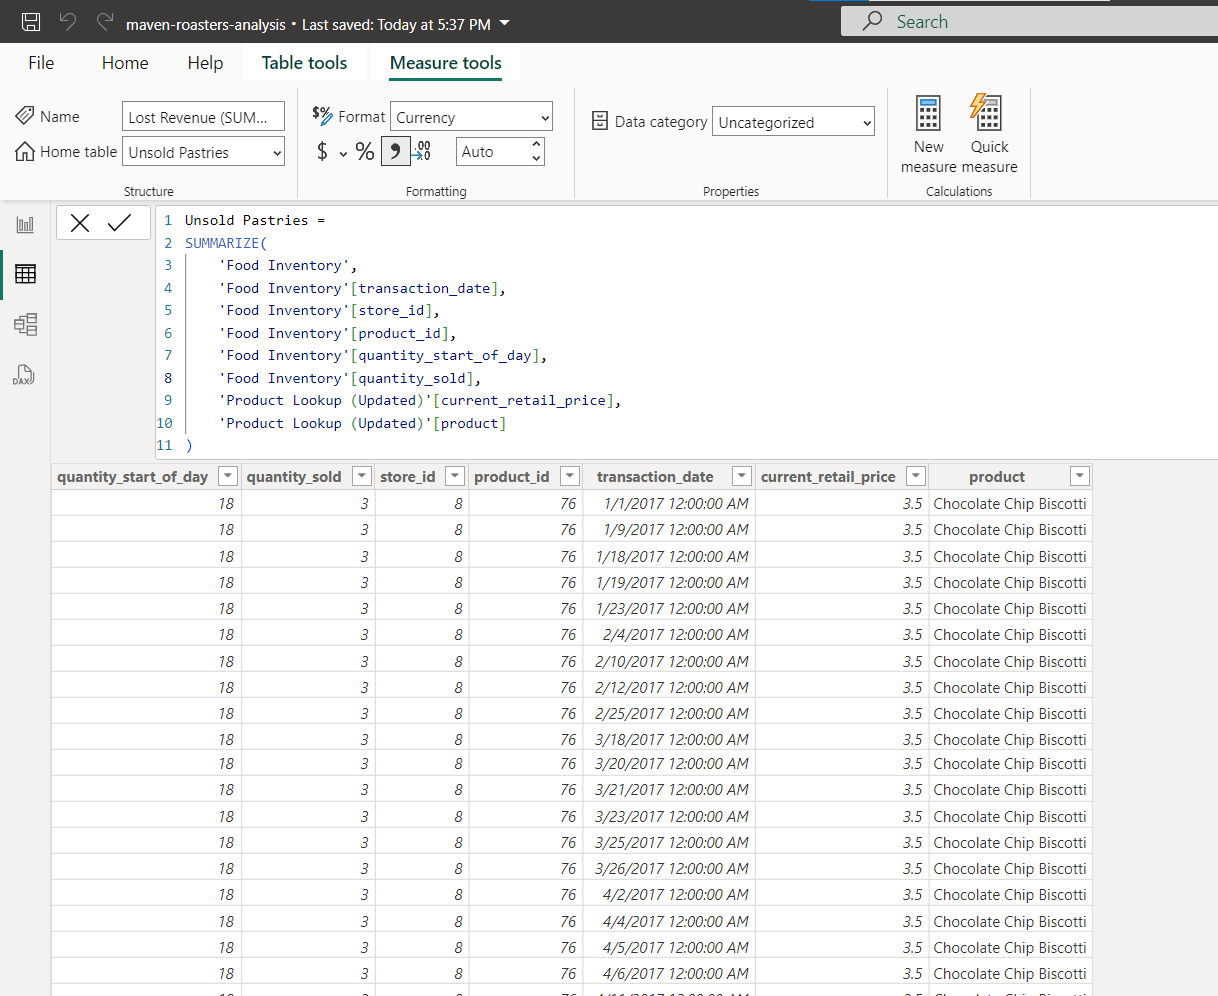 maven-roasters-analysis • Last saved: Today at 5:37 PM
Search
File Home Help Table tools Measure tools
Name Lost Revenue (SUM...
Home table Unsold Pastries
Structure
$% Format Currency
$ % , .00 Auto
Formatting
Data category Uncategorized
Properties
New measure
Quick measure
Calculations
DAX
1 Unsold Pastries =
2 SUMMARIZE(
3 'Food Inventory',
4 'Food Inventory'[transaction_date],
5 'Food Inventory'[store_id],
6 'Food Inventory'[product_id],
7 'Food Inventory'[quantity_start_of_day],
8 'Food Inventory'[quantity_sold],
9 'Product Lookup (Updated)'[current_retail_price],
10 'Product Lookup (Updated)'[product]
11 )
quantity_start_of_day quantity_sold store_id product_id transaction_date current_retail_price product
18 3 8 76 1/1/2017 12:00:00 AM 3.5 Chocolate Chip Biscotti
18 3 8 76 1/9/2017 12:00:00 AM 3.5 Chocolate Chip Biscotti
18 3 8 76 1/18/2017 12:00:00 AM 3.5 Chocolate Chip Biscotti
18 3 8 76 1/19/2017 12:00:00 AM 3.5 Chocolate Chip Biscotti
18 3 8 76 1/23/2017 12:00:00 AM 3.5 Chocolate Chip Biscotti
18 3 8 76 2/4/2017 12:00:00 AM 3.5 Chocolate Chip Biscotti
18 3 8 76 2/10/2017 12:00:00 AM 3.5 Chocolate Chip Biscotti
18 3 8 76 2/12/2017 12:00:00 AM 3.5 Chocolate Chip Biscotti
18 3 8 76 2/25/2017 12:00:00 AM 3.5 Chocolate Chip Biscotti
18 3 8 76 3/18/2017 12:00:00 AM 3.5 Chocolate Chip Biscotti
18 3 8 76 3/20/2017 12:00:00 AM 3.5 Chocolate Chip Biscotti
18 3 8 76 3/21/2017 12:00:00 AM 3.5 Chocolate Chip Biscotti
18 3 8 76 3/23/2017 12:00:00 AM 3.5 Chocolate Chip Biscotti
18 3 8 76 3/25/2017 12:00:00 AM 3.5 Chocolate Chip Biscotti
18 3 8 76 3/26/2017 12:00:00 AM 3.5 Chocolate Chip Biscotti
18 3 8 76 4/2/2017 12:00:00 AM 3.5 Chocolate Chip Biscotti
18 3 8 76 4/4/2017 12:00:00 AM 3.5 Chocolate Chip Biscotti
18 3 8 76 4/5/2017 12:00:00 AM 3.5 Chocolate Chip Biscotti
18 3 8 76 4/6/2017 12:00:00 AM 3.5 Chocolate Chip Biscotti